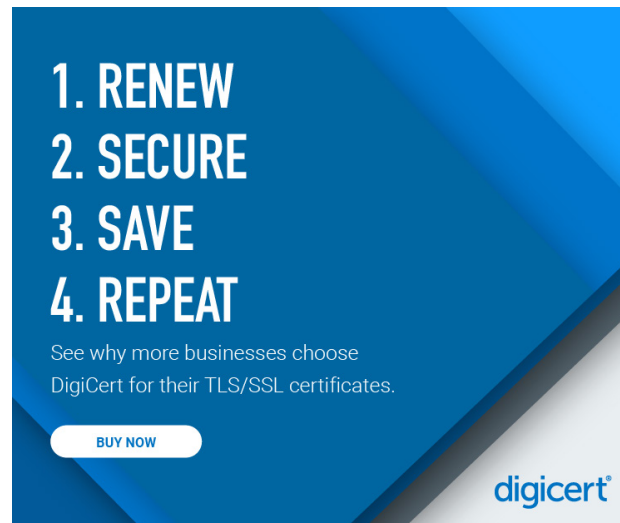 1. RENEW
2. SECURE
3. SAVE
4. REPEAT
See why more businesses choose
DigiCert for their TLS/SSL certificates.
BUY NOW
digicert®